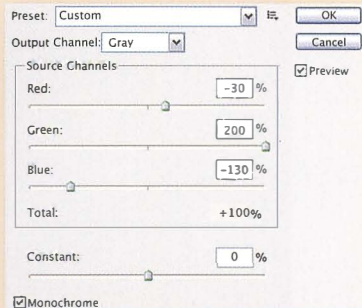 Preset: Custom OK
Output Channel: Gray Cancel
Source Channels Preview
Red: -30 %
Green: 200 %
Blue: -130 %
Total: +100%
Constant: 0 %
Monochrome